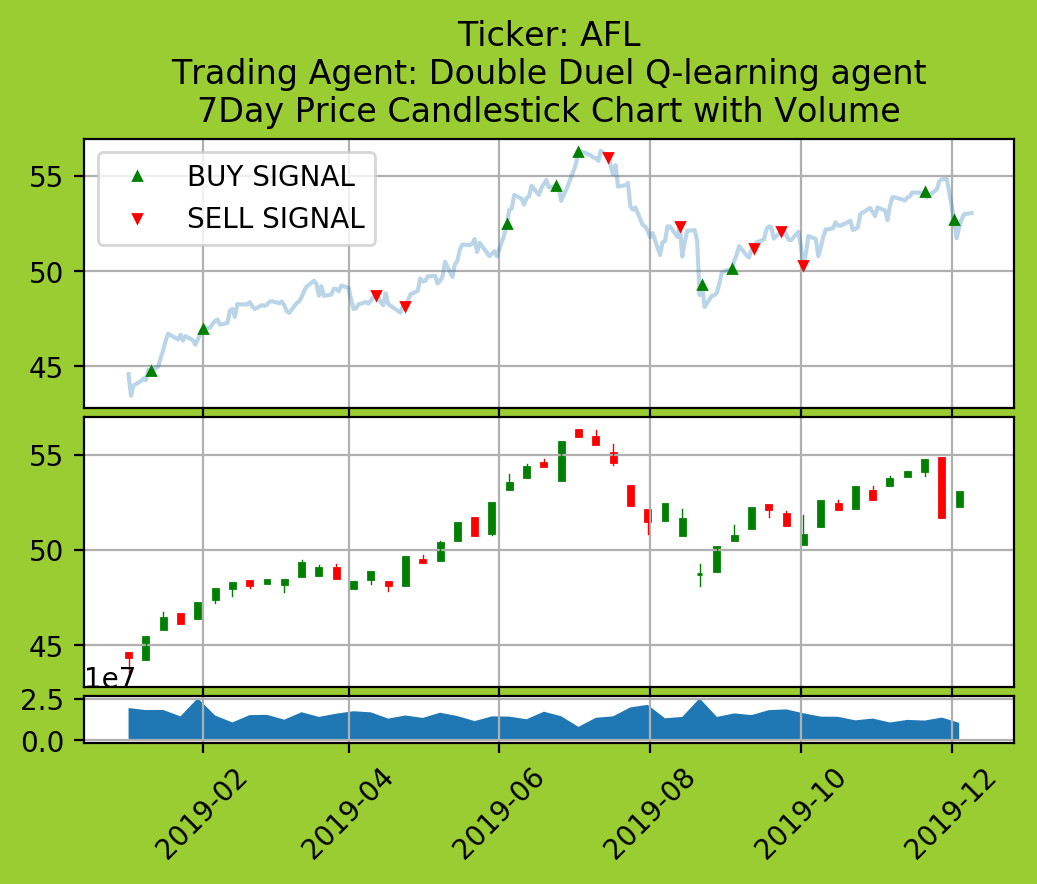 Ticker: AFL
Trading Agent: Double Duel Q-learning agent
7Day Price Candlestick Chart with Volume
BUY SIGNAL
SELL SIGNAL
55
50
45
55
50
45
1e7
2.5
0.0
2019-02
2019-04
2019-06
2019-08
2019-10
2019-12